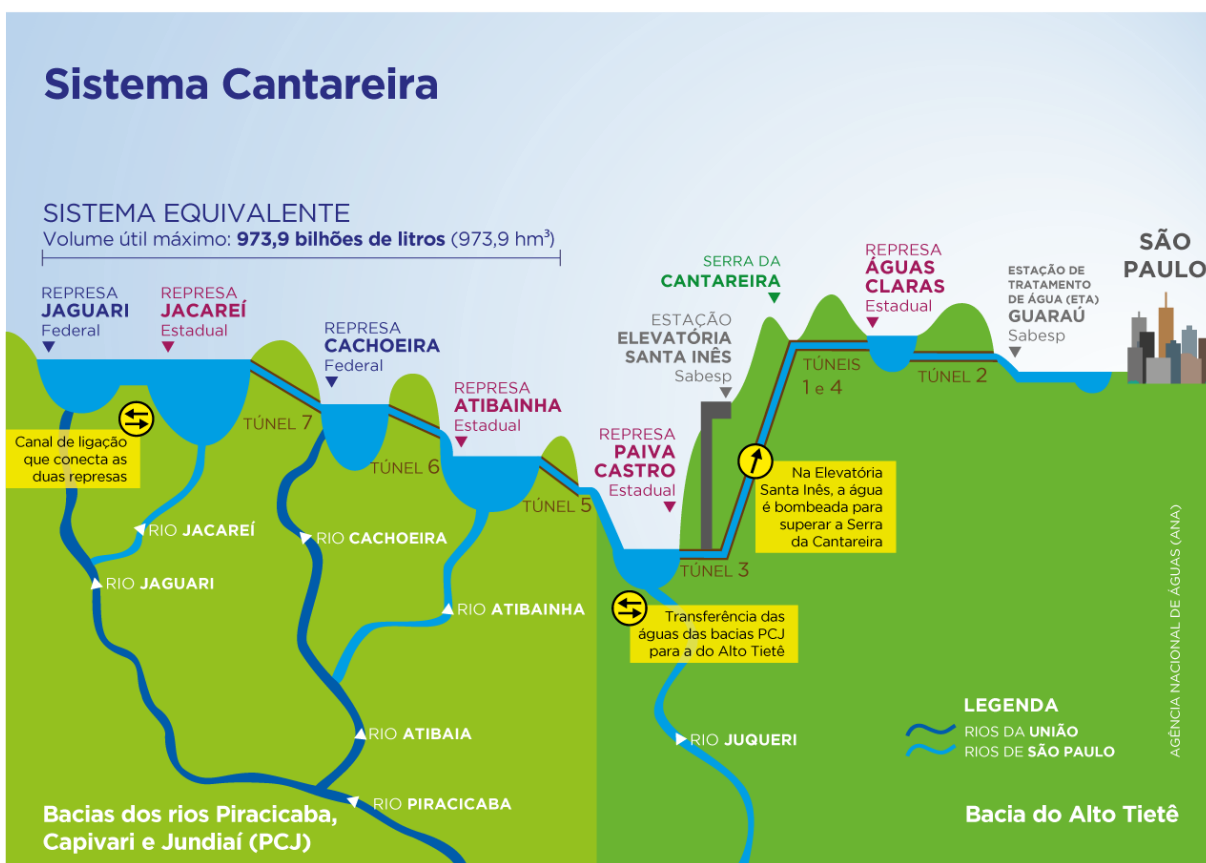 Sistema Cantareira
SISTEMA EQUIVALENTE
Volume útil máximo: 973,9 bilhões de litros (973,9 hm³)
REPRESA
JAGUARI
Federal
REPRESA
JACAREÍ
Estadual
REPRESA
CACHOEIRA
Federal
REPRESA
ATIBAINHA
Estadual
REPRESA
PAIVA
CASTRO
Estadual
ESTAÇÃO
ELEVATÓRIA
SANTA INÊS
Sabesp
SERRA DA
CANTAREIRA
REPRESA
ÁGUAS
CLARAS
Estadual
ESTAÇÃO DE
TRATAMENTO
DE ÁGUA (ETA)
GUARAÚ
Sabesp
SÃO
PAULO
TÚNEL 7
TÚNEL 6
TÚNEL 5
TÚNEL 3
TÚNEIS
1 e 4
TÚNEL 2
Canal de ligação
que conecta as
duas represas
Na Elevatória
Santa Inês, a água
é bombeada para
superar a Serra
da Cantareira
Transferência das
águas das bacias PCJ
para a do Alto Tietê
RIO JACAREÍ
RIO JAGUARI
RIO CACHOEIRA
RIO ATIBAINHA
RIO ATIBAIA
RIO PIRACICABA
RIO JUQUERI
LEGENDA
RIOS DA UNIÃO
RIOS DE SÃO PAULO
AGÊNCIA NACIONAL DE ÁGUAS (ANA)
Bacias dos rios Piracicaba,
Capivari e Jundiaí (PCJ)
Bacia do Alto Tietê